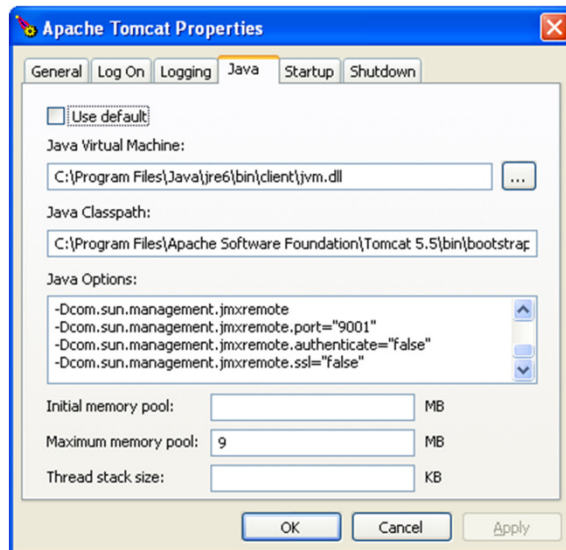 Apache Tomcat Properties
General Log On Logging Java Startup Shutdown
Use default
Java Virtual Machine:
C:\Program Files\Java\jre6\bin\client\jvm.dll ...
Java Classpath:
C:\Program Files\Apache Software Foundation\Tomcat 5.5\bin\bootstrap
Java Options:
-Dcom.sun.management.jmxremote
-Dcom.sun.management.jmxremote.port="9001"
-Dcom.sun.management.jmxremote.authenticate="false"
-Dcom.sun.management.jmxremote.ssl="false"
Initial memory pool: MB
Maximum memory pool: 9 MB
Thread stack size: KB
OK Cancel Apply